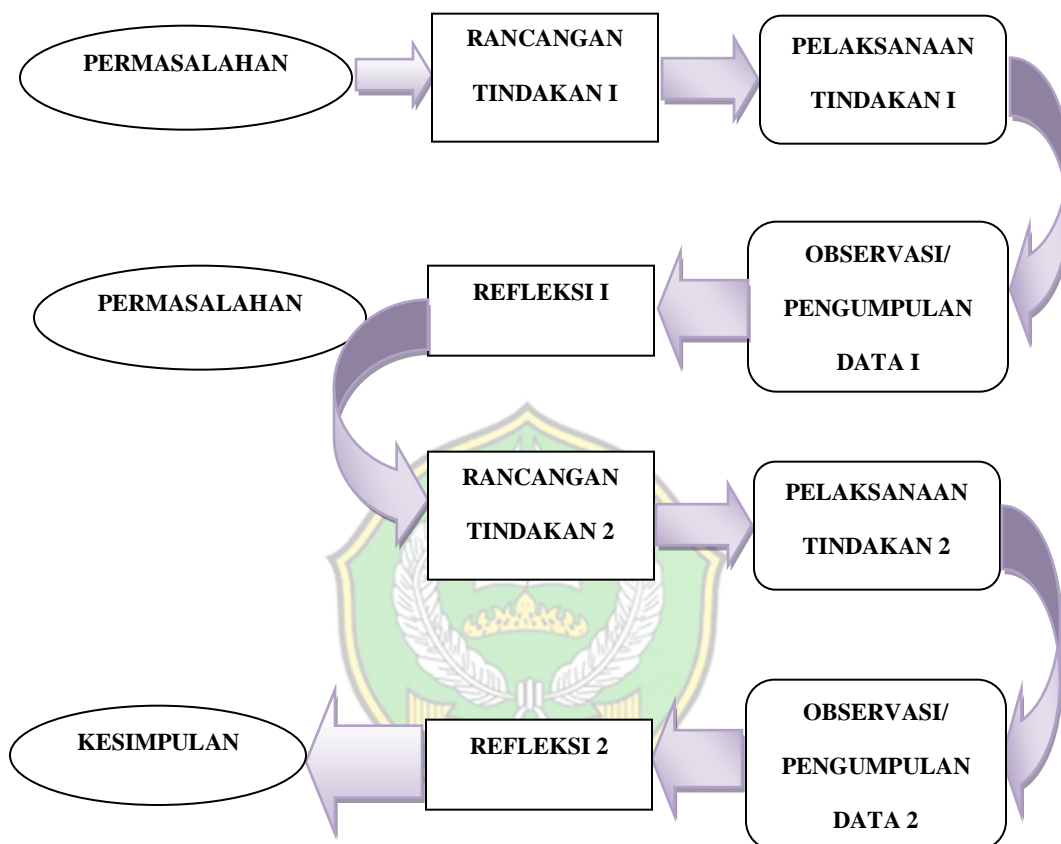 PERMASALAHAN
RANCANGAN
TINDAKAN I
PELAKSANAAN
TINDAKAN I
OBSERVASI/
PENGUMPULAN
DATA I
REFLEKSI I
PERMASALAHAN
RANCANGAN
TINDAKAN 2
PELAKSANAAN
TINDAKAN 2
OBSERVASI/
PENGUMPULAN
DATA 2
REFLEKSI 2
KESIMPULAN